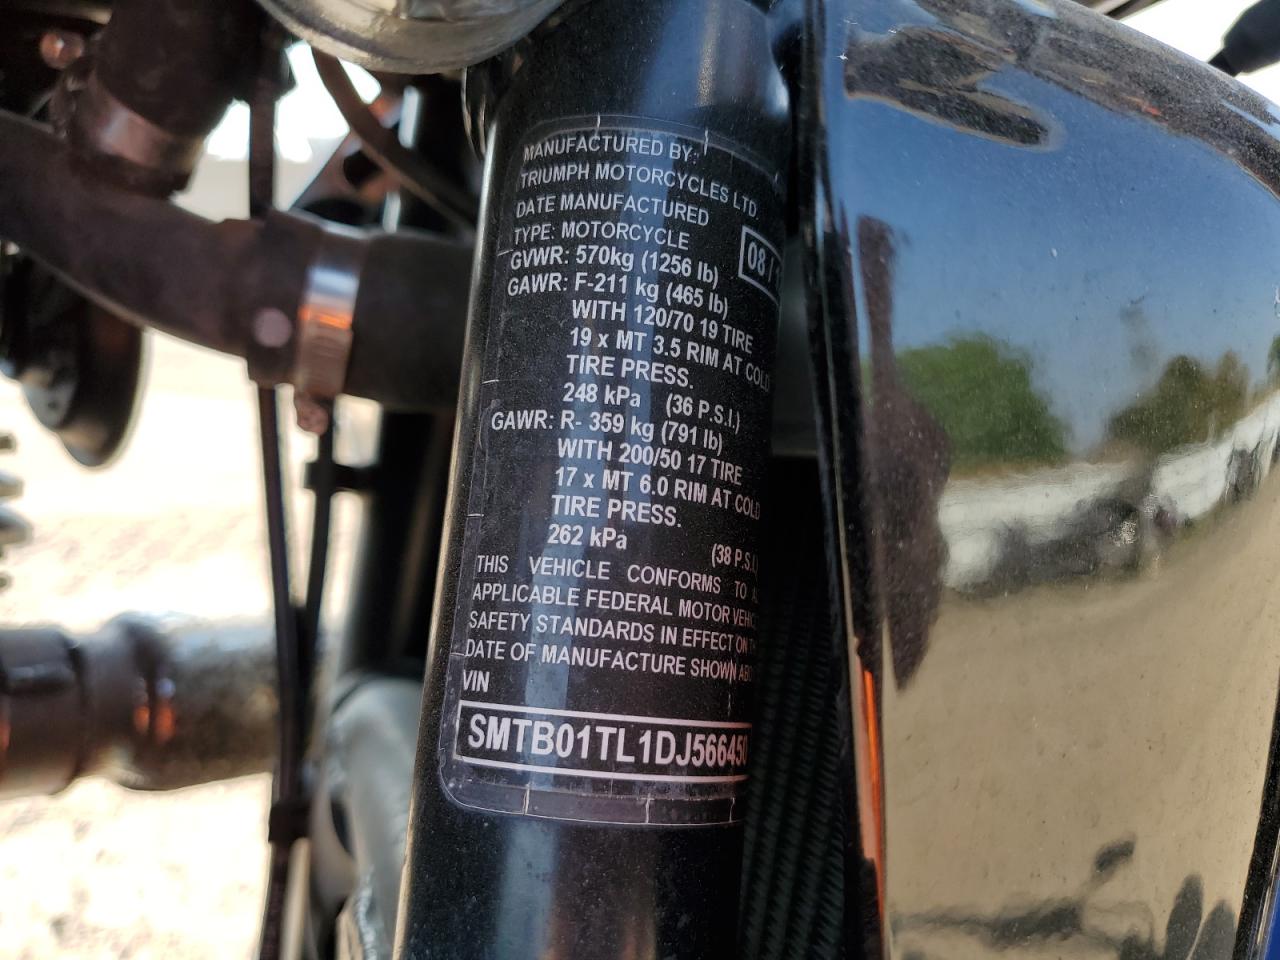 MANUFACTURED BY:
TRIUMPH MOTORCYCLES LTD.
DATE MANUFACTURED
08 /
TYPE: MOTORCYCLE
GVWR: 570kg (1256 lb)
GAWR: F-211 kg (465 lb)
WITH 120/70 19 TIRE
19 x MT 3.5 RIM AT COLD
TIRE PRESS.
248 kPa (36 P.S.I.)
GAWR: R- 359 kg (791 lb)
WITH 200/50 17 TIRE
17 x MT 6.0 RIM AT COLD
TIRE PRESS.
262 kPa (38 P.S.I.
THIS VEHICLE CONFORMS TO
APPLICABLE FEDERAL MOTOR
SAFETY STANDARDS IN EFFECT ON
DATE OF MANUFACTURE SHOWN
VIN
SMTB01TL1DJ566450